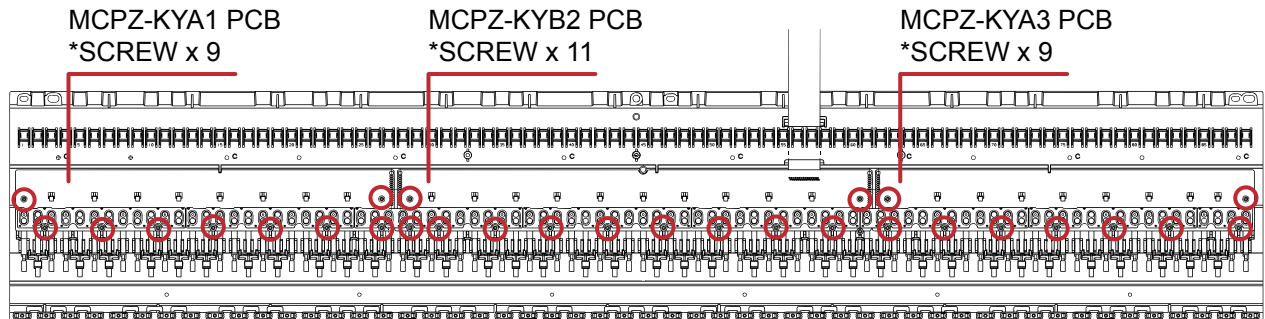 MCPZ-KYA1 PCB
*SCREW x 9
MCPZ-KYB2 PCB
*SCREW x 11
MCPZ-KYA3 PCB
*SCREW x 9